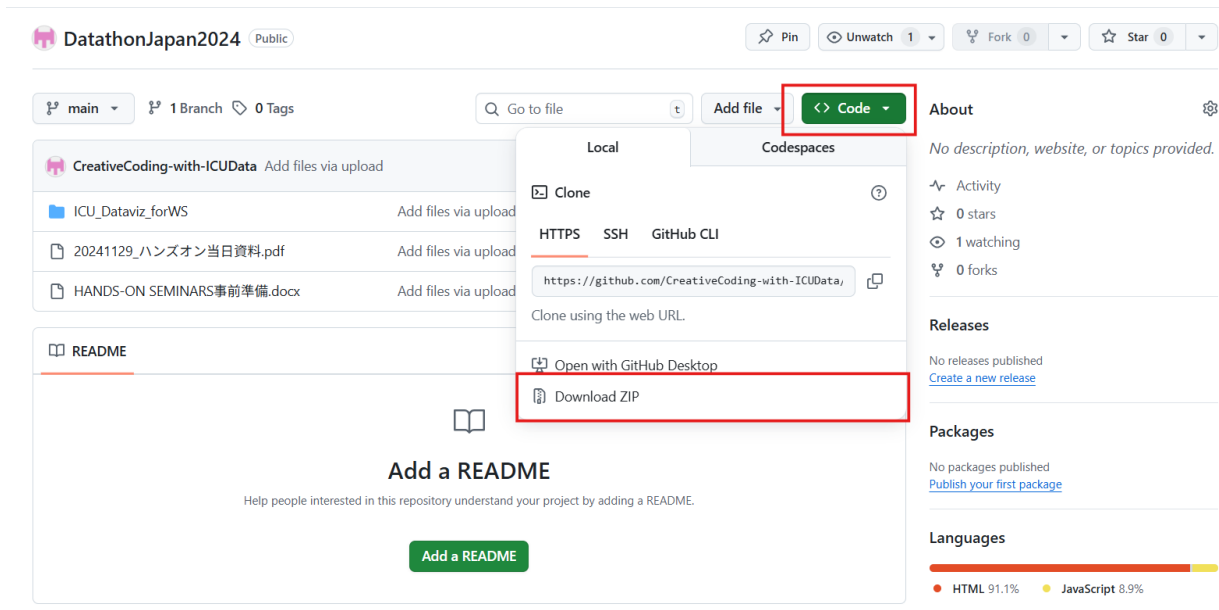 DatathonJapan2024 Public
Pin
Unwatch 1
Fork 0
Star 0
main
1 Branch
0 Tags
Go to file
t
Add file
<> Code
CreativeCoding-with-ICUData Add files via upload
ICU_Dataviz_forWS Add files via upload
20241129_ハンズオン当日資料.pdf Add files via upload
HANDS-ON SEMINARS事前準備.docx Add files via upload
Local
Codespaces
Clone
HTTPS
SSH
GitHub CLI
https://github.com/CreativeCoding-with-ICUData/
Clone using the web URL.
Open with GitHub Desktop
Download ZIP
README
Add a README
Help people interested in this repository understand your project by adding a README.
Add a README
About
No description, website, or topics provided.
Activity
0 stars
1 watching
0 forks
Releases
No releases published
Create a new release
Packages
No packages published
Publish your first package
Languages
HTML 91.1%
JavaScript 8.9%